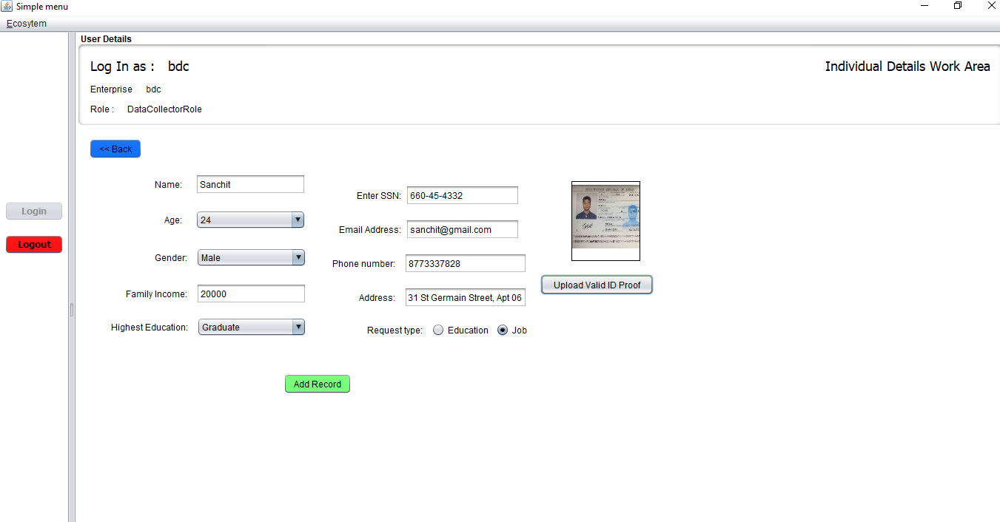 Simple menu
Ecosytem
User Details
Log In as : bdc
Individual Details Work Area
Enterprise bdc
Role : DataCollectorRole
<< Back
Name: Sanchit
Enter SSN: 660-45-4332
Age: 24
Login
Email Address: sanchit@gmail.com
Logout
Gender: Male
Phone number: 8773337828
Upload Valid ID Proof
Family Income: 20000
Address: 31 St Germain Street, Apt 06
Highest Education: Graduate
Request type: Education Job
Add Record